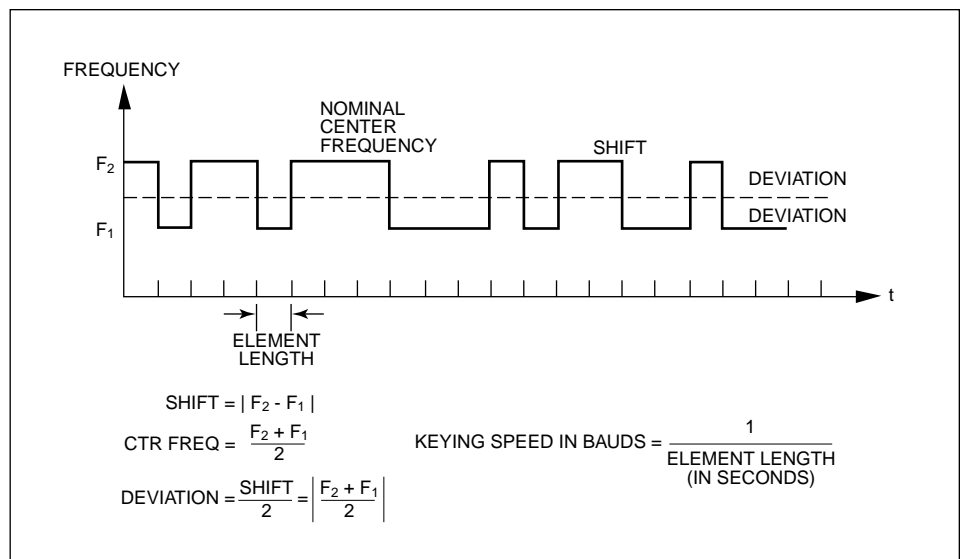 FREQUENCY
NOMINAL
CENTER
FREQUENCY
SHIFT
F₂
DEVIATION
DEVIATION
F₁
t
ELEMENT
LENGTH
SHIFT = | F₂ - F₁ |
CTR FREQ = (F₂ + F₁) / 2
KEYING SPEED IN BAUDS = 1 / ELEMENT LENGTH (IN SECONDS)
DEVIATION = SHIFT / 2 = | (F₂ + F₁) / 2 |